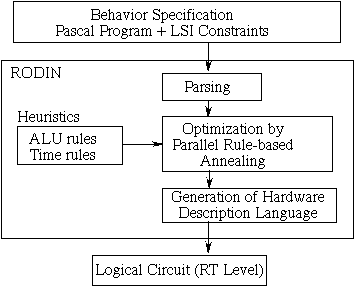 Behavior Specification
Pascal Program + LSI Constraints
RODIN
Parsing
Heuristics
ALU rules
Time rules
Optimization by
Parallel Rule-based
Annealing
Generation of Hardware
Description Language
Logical Circuit (RT Level)